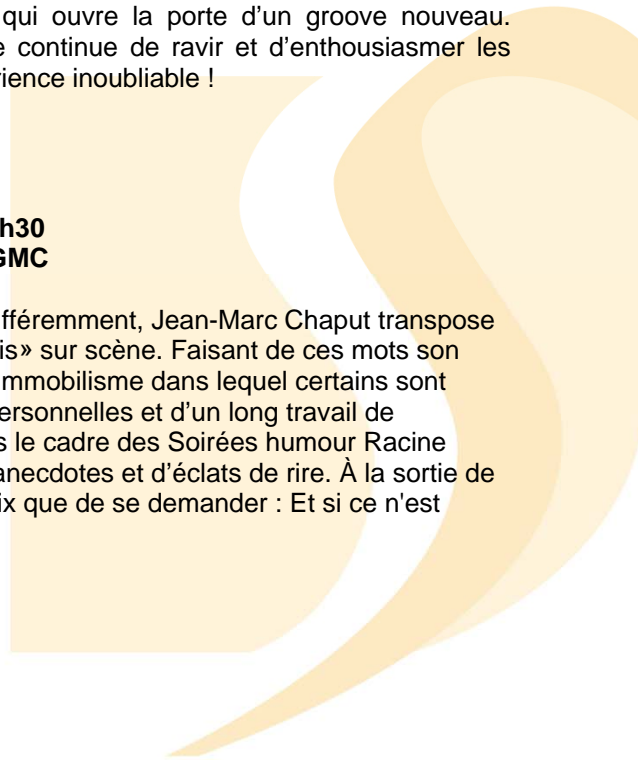 qui ouvre la porte d'un groove nouveau.
continue de ravir et d'enthousiasmer les
rience inoubliable !
h30
GMC
fféremment, Jean-Marc Chaput transpose
is» sur scène. Faisant de ces mots son
immobilisme dans lequel certains sont
ersonnelles et d'un long travail de
s le cadre des Soirées humour Racine
anecdotes et d'éclats de rire. À la sortie de
ix que de se demander : Et si ce n'est